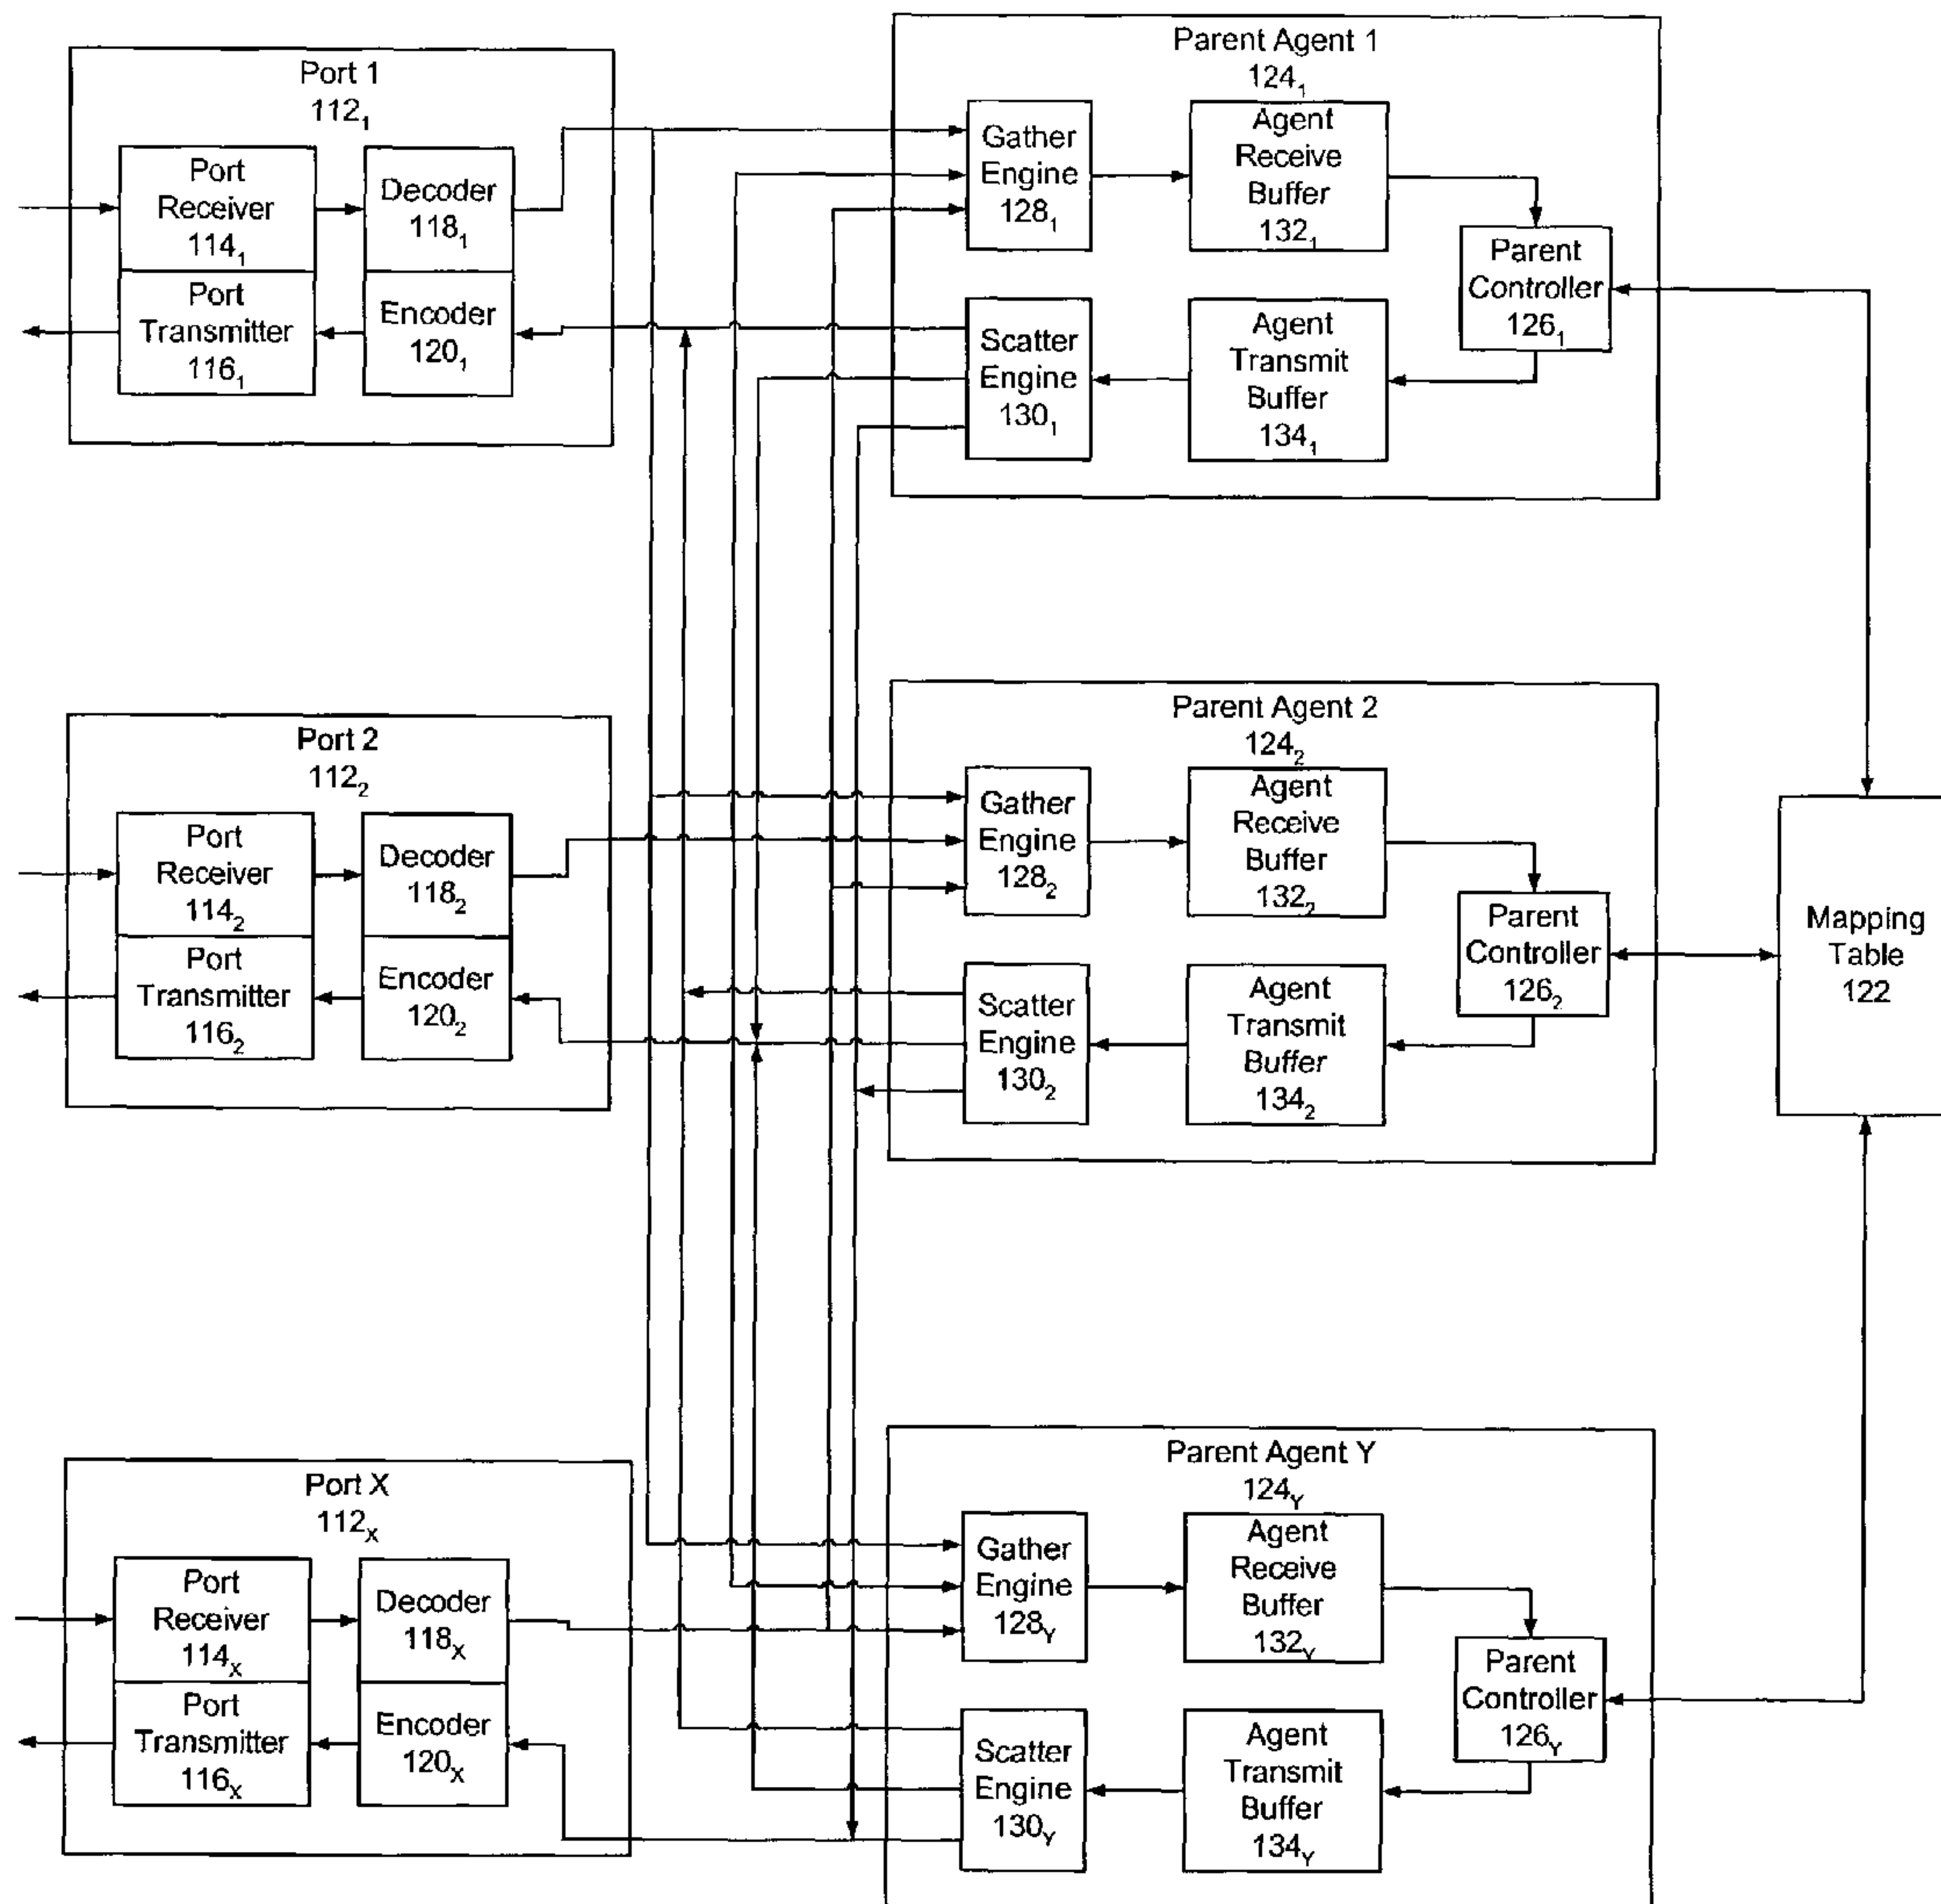 Port 1
112₁
Port
Receiver
114₁
Decoder
118₁
Port
Transmitter
116₁
Encoder
120₁
Parent Agent 1
124₁
Gather
Engine
128₁
Agent
Receive
Buffer
132₁
Parent
Controller
126₁
Scatter
Engine
130₁
Agent
Transmit
Buffer
134₁
Port 2
112₂
Port
Receiver
114₂
Decoder
118₂
Port
Transmitter
116₂
Encoder
120₂
Parent Agent 2
124₂
Gather
Engine
128₂
Agent
Receive
Buffer
132₂
Parent
Controller
126₂
Scatter
Engine
130₂
Agent
Transmit
Buffer
134₂
Mapping
Table
122
Port X
112X
Port
Receiver
114X
Decoder
118X
Port
Transmitter
116X
Encoder
120X
Parent Agent Y
124Y
Gather
Engine
128Y
Agent
Receive
Buffer
132Y
Parent
Controller
126Y
Scatter
Engine
130Y
Agent
Transmit
Buffer
134Y